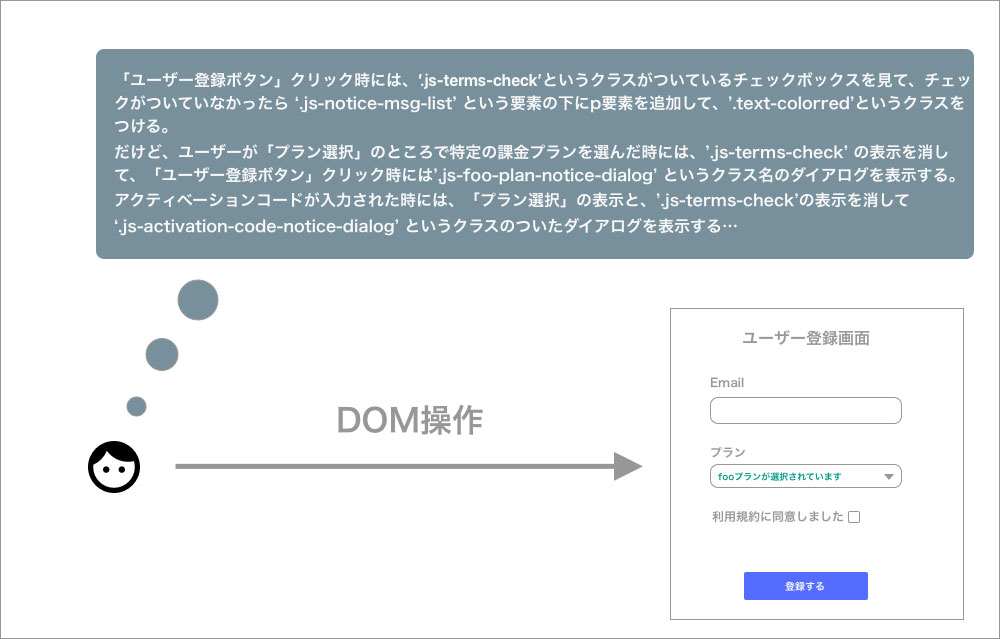 「ユーザー登録ボタン」クリック時には、'.js-terms-check'というクラスがついているチェックボックスを見て、チェッ
クがついていなかったら ‘.js-notice-msg-list’ という要素の下にp要素を追加して、’.text-colorred’というクラスを
つける。
だけど、ユーザーが「プラン選択」のところで特定の課金プランを選んだ時には、’.js-terms-check’ の表示を消し
て、「ユーザー登録ボタン」クリック時には’.js-foo-plan-notice-dialog’ というクラス名のダイアログを表示する。
アクティベーションコードが入力された時には、「プラン選択」の表示と、’.js-terms-check’の表示を消して
‘.js-activation-code-notice-dialog’ というクラスのついたダイアログを表示する…
DOM操作
ユーザー登録画面
Email
プラン
fooプランが選択されています
利用規約に同意しました
登録する